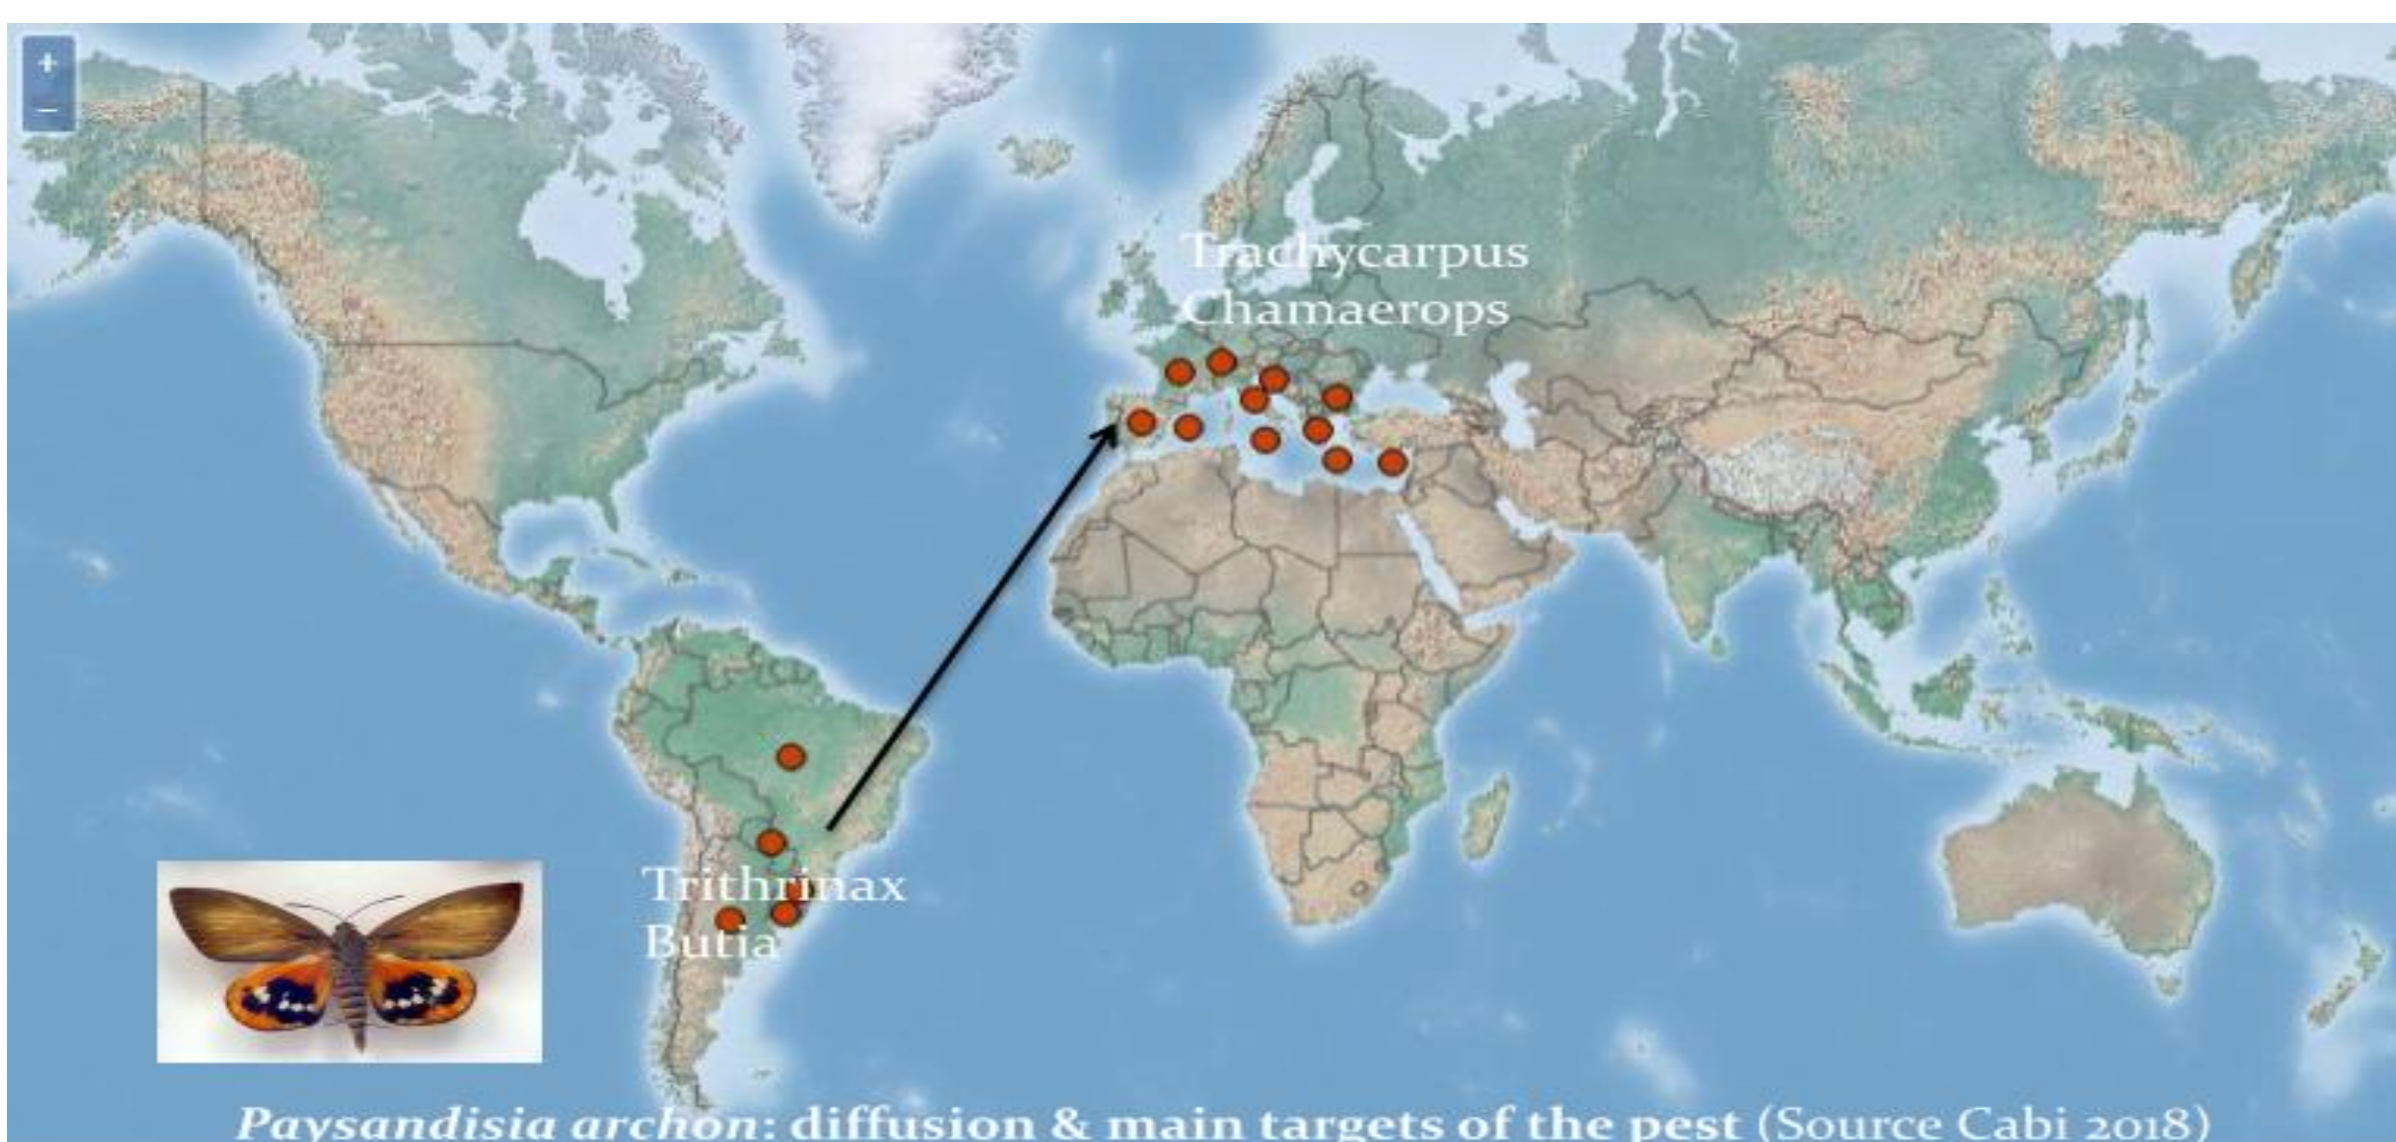 +
–
Trachycarpus
Chamaerops
Trithrinax
Butia
Paysandisia archon: diffusion & main targets of the pest (Source Cabi 2018)